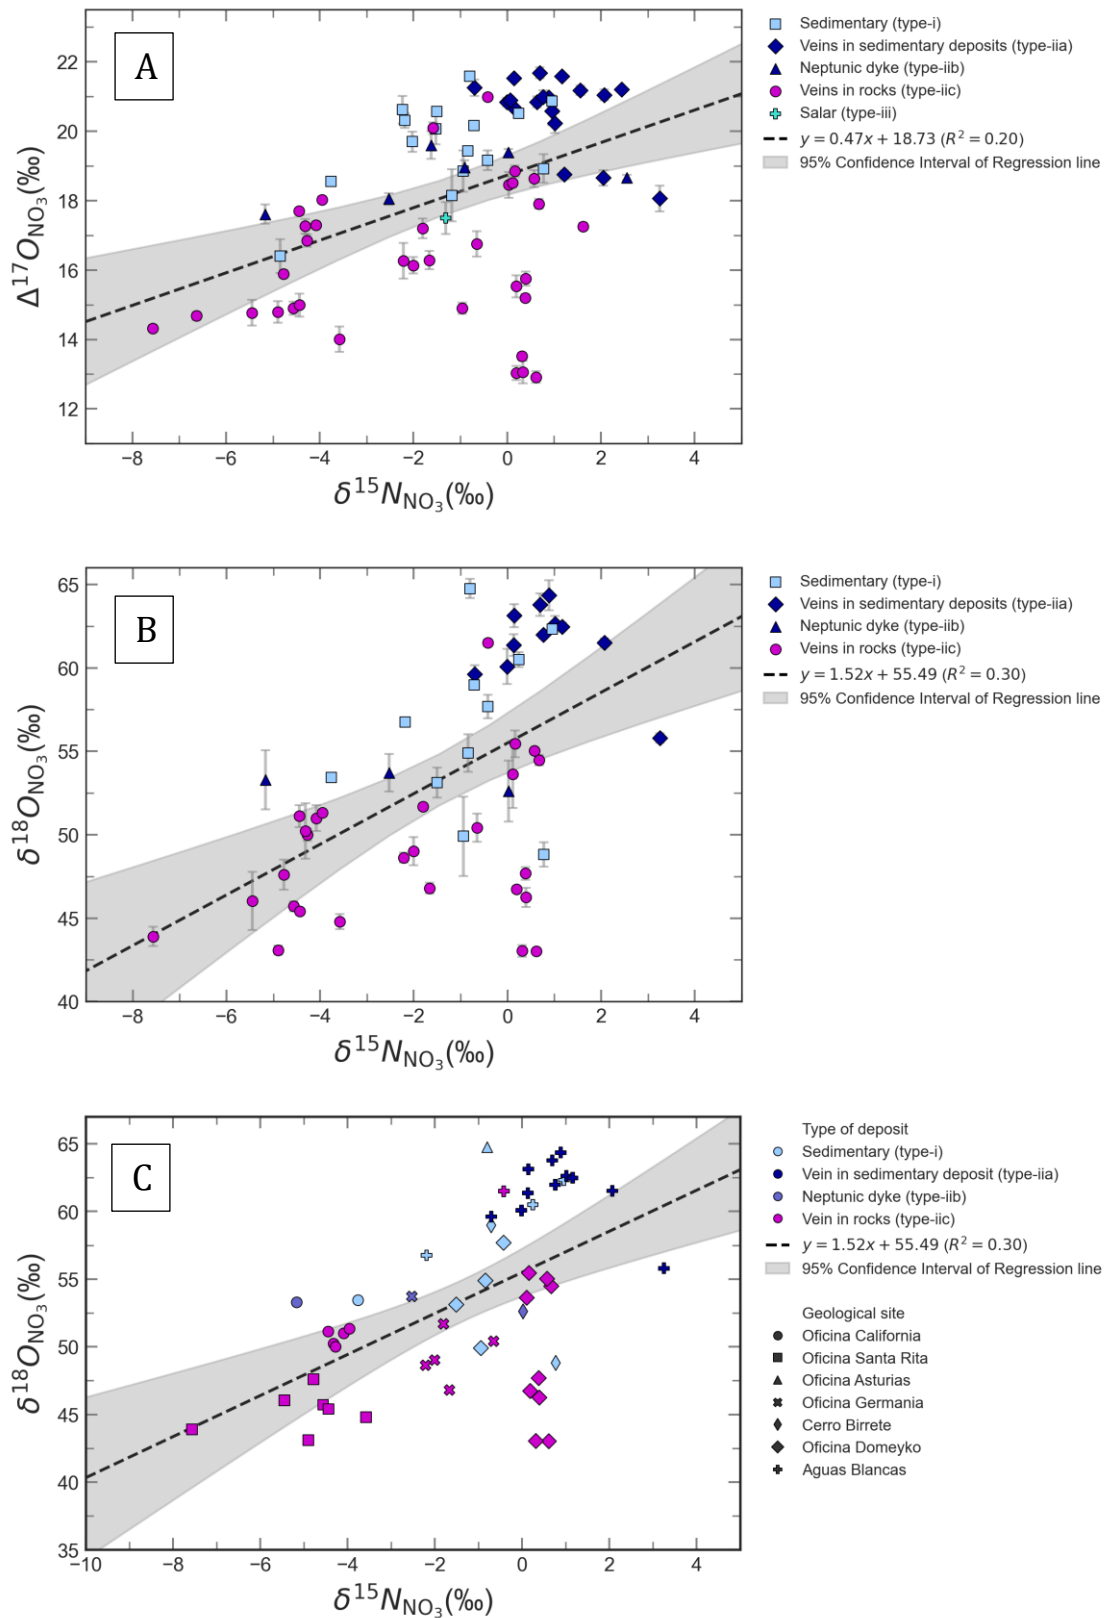 A
22
20
18
16
14
12
Δ¹⁷O_NO₃(‰)
−8 −6 −4 −2 0 2 4
δ¹⁵N_NO₃(‰)
Sedimentary (type-i)
Veins in sedimentary deposits (type-iia)
Neptunic dyke (type-iib)
Veins in rocks (type-iic)
Salar (type-iii)
y = 0.47x + 18.73 (R² = 0.20)
95% Confidence Interval of Regression line
B
65
60
55
50
45
40
δ¹⁸O_NO₃(‰)
−8 −6 −4 −2 0 2 4
δ¹⁵N_NO₃(‰)
Sedimentary (type-i)
Veins in sedimentary deposits (type-iia)
Neptunic dyke (type-iib)
Veins in rocks (type-iic)
y = 1.52x + 55.49 (R² = 0.30)
95% Confidence Interval of Regression line
C
65
60
55
50
45
40
35
δ¹⁸O_NO₃(‰)
−10 −8 −6 −4 −2 0 2 4
δ¹⁵N_NO₃(‰)
Type of deposit
Sedimentary (type-i)
Vein in sedimentary deposit (type-iia)
Neptunic dyke (type-iib)
Vein in rocks (type-iic)
y = 1.52x + 55.49 (R² = 0.30)
95% Confidence Interval of Regression line
Geological site
Oficina California
Oficina Santa Rita
Oficina Asturias
Oficina Germania
Cerro Birrete
Oficina Domeyko
Aguas Blancas